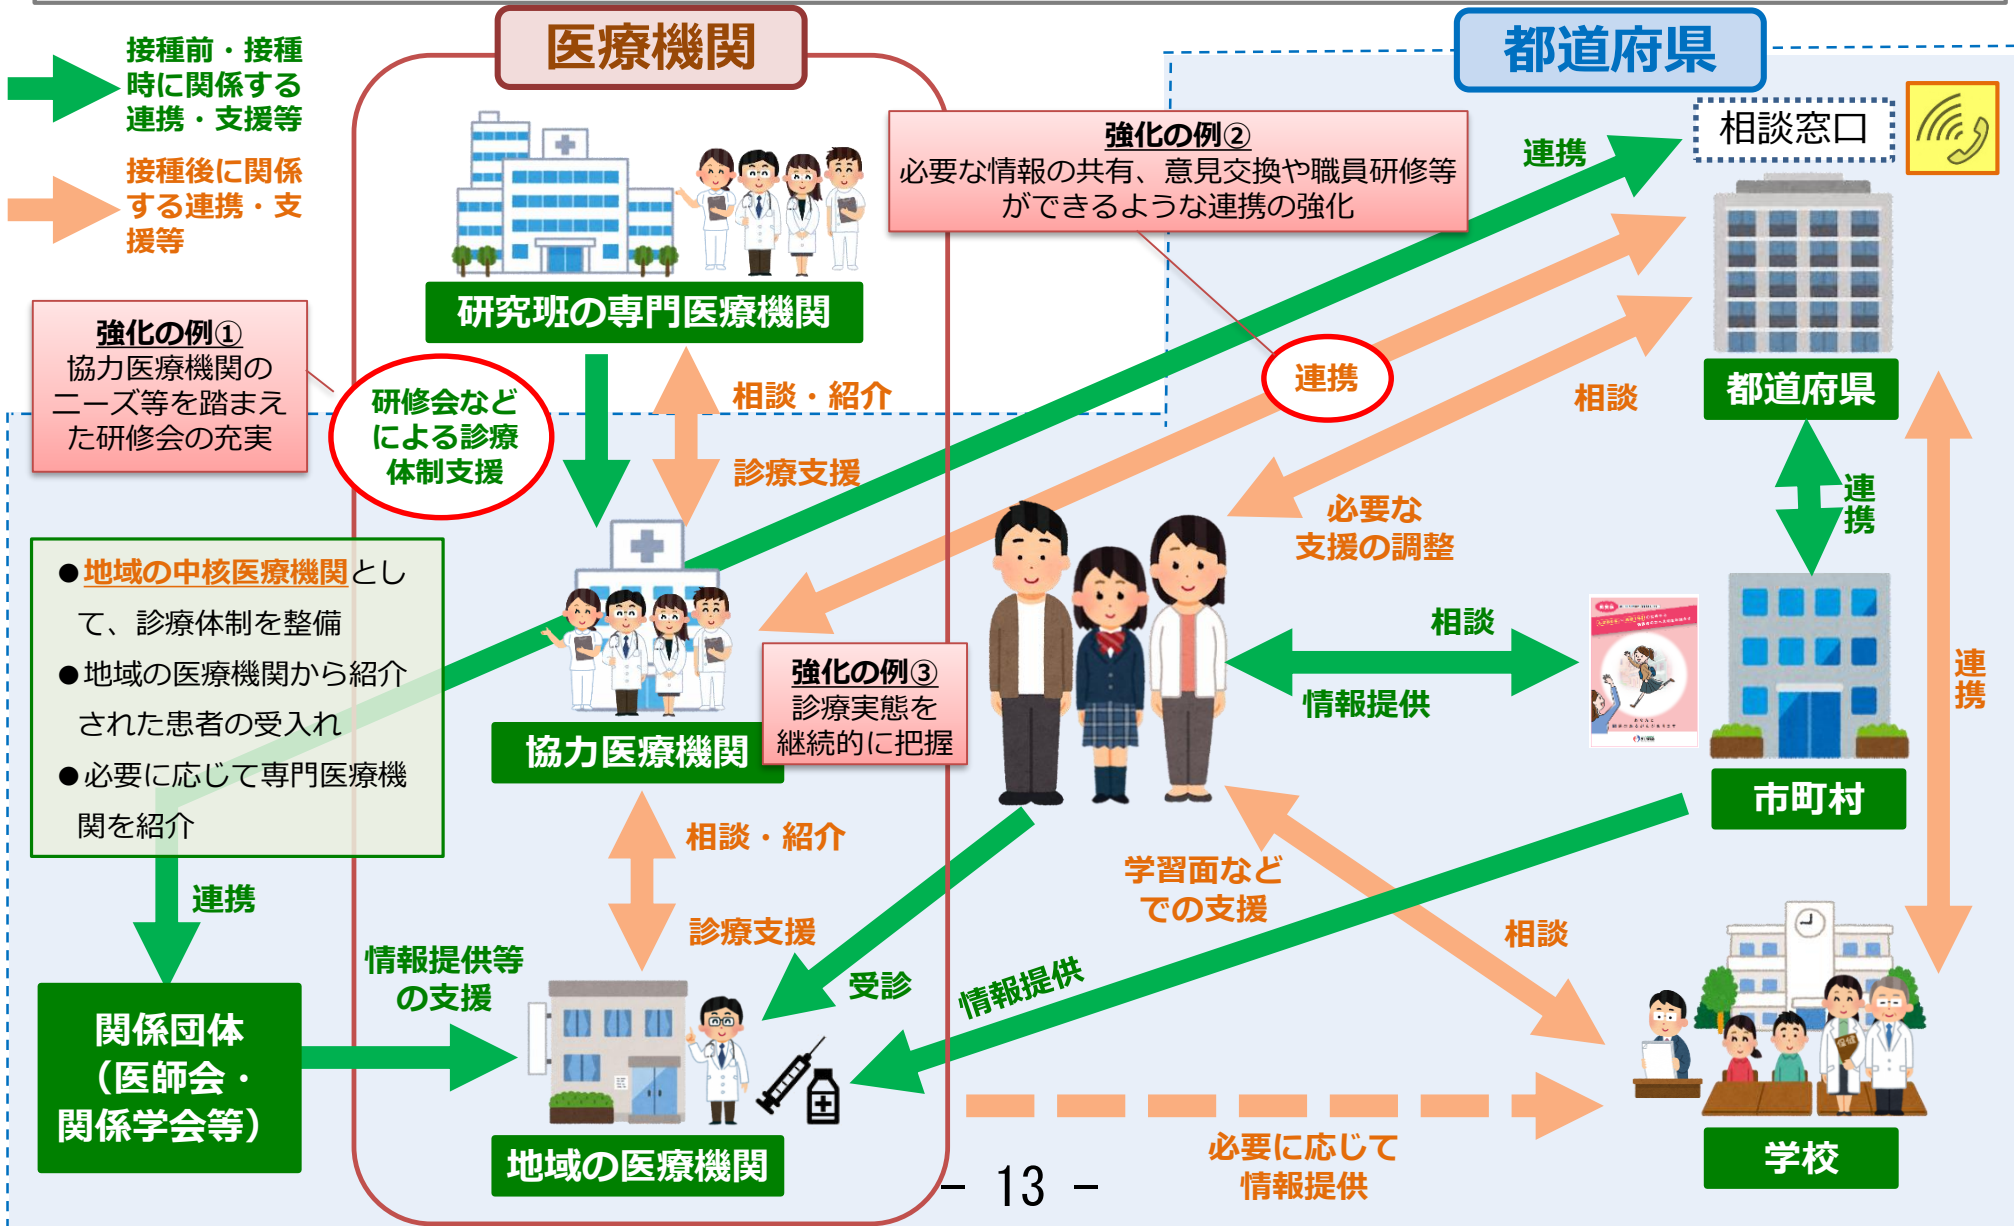 医療機関
都道府県
接種前・接種
時に関係する
連携・支援等
接種後に関係
する連携・支
援等
相談窓口
強化の例②
必要な情報の共有、意見交換や職員研修等
ができるような連携の強化
連携
研究班の専門医療機関
強化の例①
協力医療機関の
ニーズ等を踏まえ
た研修会の充実
研修会など
による診療
体制支援
相談・紹介
診療支援
連携
相談
都道府県
必要な
支援の調整
連携
●地域の中核医療機関とし
て、診療体制を整備
●地域の医療機関から紹介
された患者の受入れ
●必要に応じて専門医療機
関を紹介
強化の例③
診療実態を
継続的に把握
協力医療機関
相談
情報提供
連携
市町村
相談・紹介
診療支援
学習面など
での支援
相談
連携
情報提供等
の支援
受診
情報提供
関係団体
（医師会・
関係学会等）
保健
地域の医療機関
必要に応じて
情報提供
学校
－ 13 －